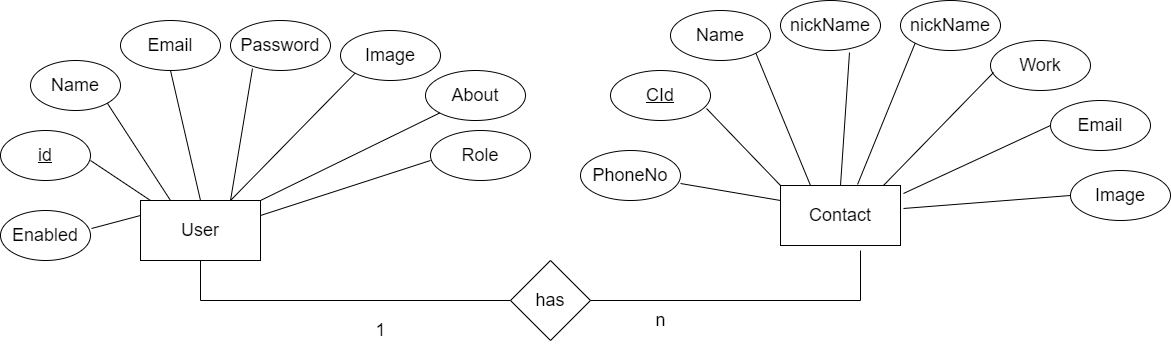 Email
Password
Image
Name
About
id
Role
Enabled
User
Name
nickName
nickName
Work
CId
Email
PhoneNo
Image
Contact
has
1
n